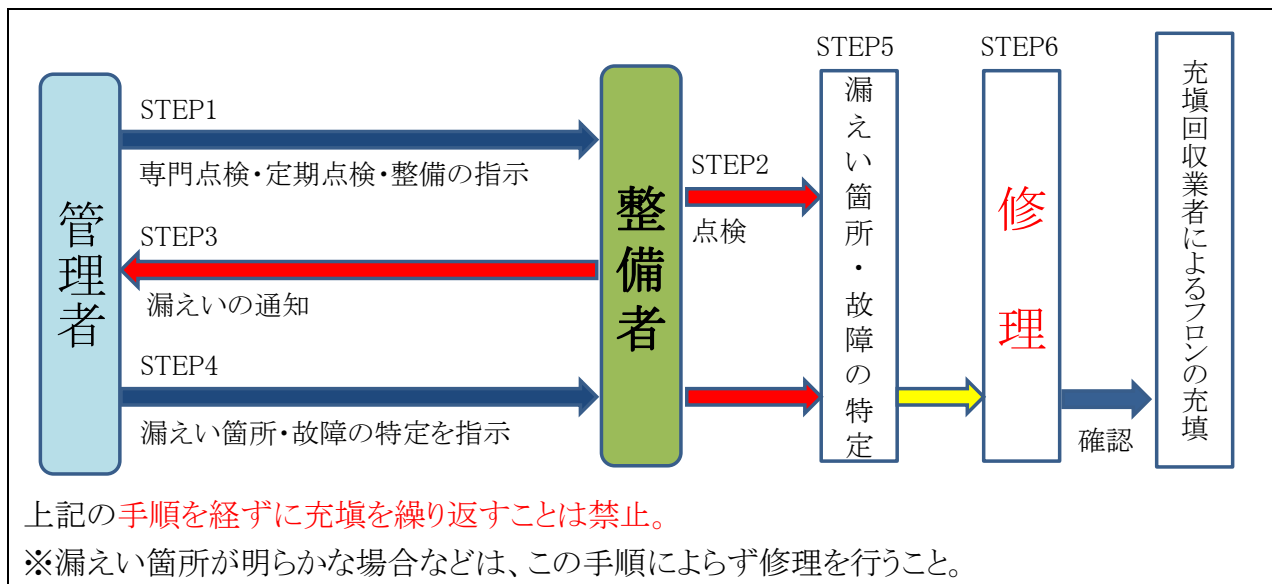 管理者
STEP1
専門点検・定期点検・整備の指示
STEP3
漏えいの通知
STEP4
漏えい箇所・故障の特定を指示
整備者
STEP2
点検
STEP5
漏えい箇所・故障の特定
STEP6
修理
確認
充塡回収業者によるフロンの充填
上記の手順を経ずに充塡を繰り返すことは禁止。
※漏えい箇所が明らかな場合などは、この手順によらず修理を行うこと。